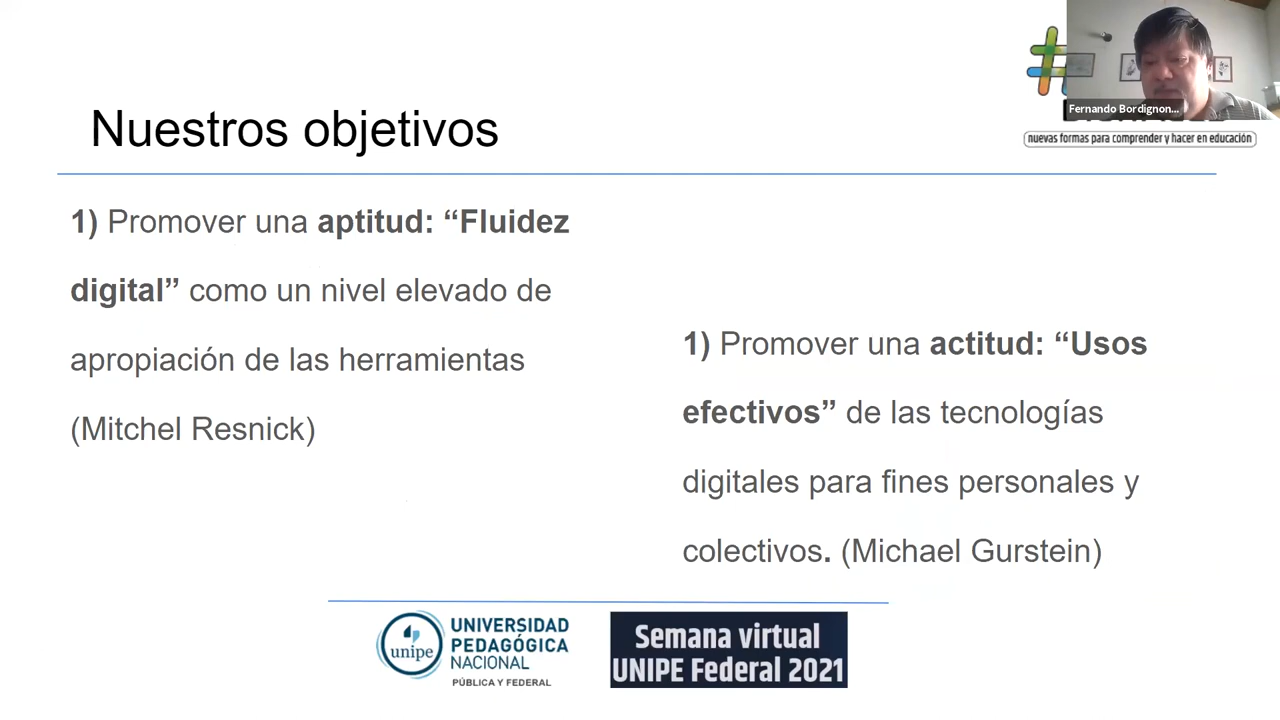 Nuestros objetivos
Fernando Bordignon...
nuevas formas para comprender y hacer en educación
1) Promover una aptitud: “Fluidez
digital” como un nivel elevado de
apropiación de las herramientas
(Mitchel Resnick)
1) Promover una actitud: “Usos
efectivos” de las tecnologías
digitales para fines personales y
colectivos. (Michael Gurstein)
unipe
UNIVERSIDAD
PEDAGÓGICA
NACIONAL
PÚBLICA Y FEDERAL
Semana virtual
UNIPE Federal 2021